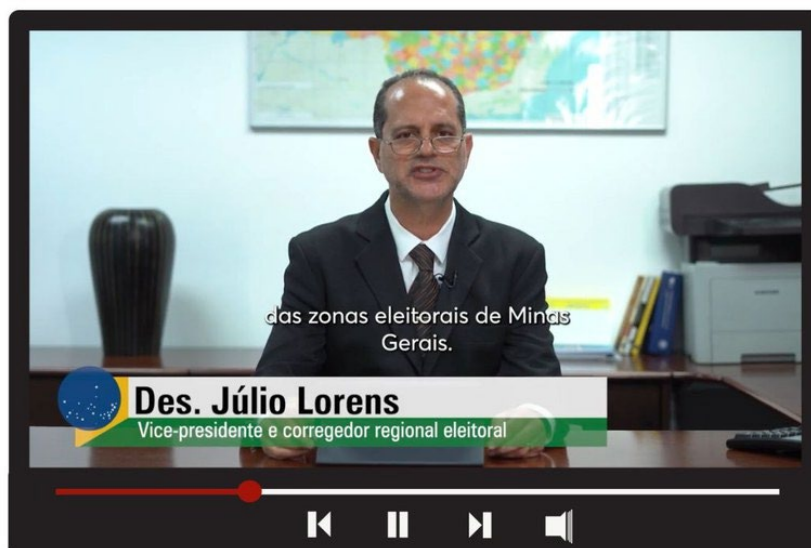 das zonas eleitorais de Minas
Gerais.
Des. Júlio Lorens
Vice-presidente e corregedor regional eleitoral